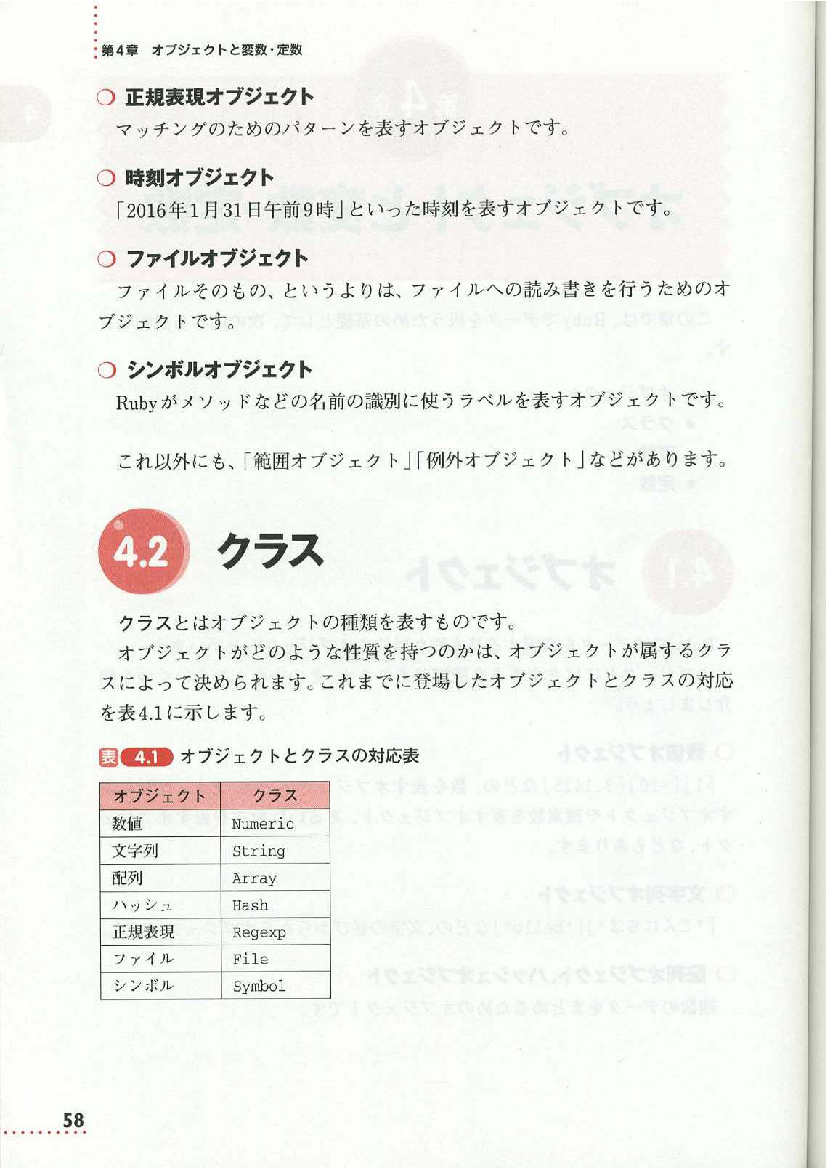 第4章 オブジェクトと変数・定数
○ 正規表現オブジェクト
マッチングのためのパターンを表すオブジェクトです。
○ 時刻オブジェクト
「2016年1月31日午前9時」といった時刻を表すオブジェクトです。
○ ファイルオブジェクト
ファイルそのもの、というよりは、ファイルへの読み書きを行うためのオ
ブジェクトです。
○ シンボルオブジェクト
Rubyがメソッドなどの名前の識別に使うラベルを表すオブジェクトです。
これ以外にも、「範囲オブジェクト」「例外オブジェクト」などがあります。
4.2 クラス
クラスとはオブジェクトの種類を表すものです。
オブジェクトがどのような性質を持つのかは、オブジェクトが属するクラ
スによって決められます。これまでに登場したオブジェクトとクラスの対応
を表4.1に示します。
表 4.1 オブジェクトとクラスの対応表
オブジェクト クラス
数値 Numeric
文字列 String
配列 Array
ハッシュ Hash
正規表現 Regexp
ファイル File
シンボル Symbol
58